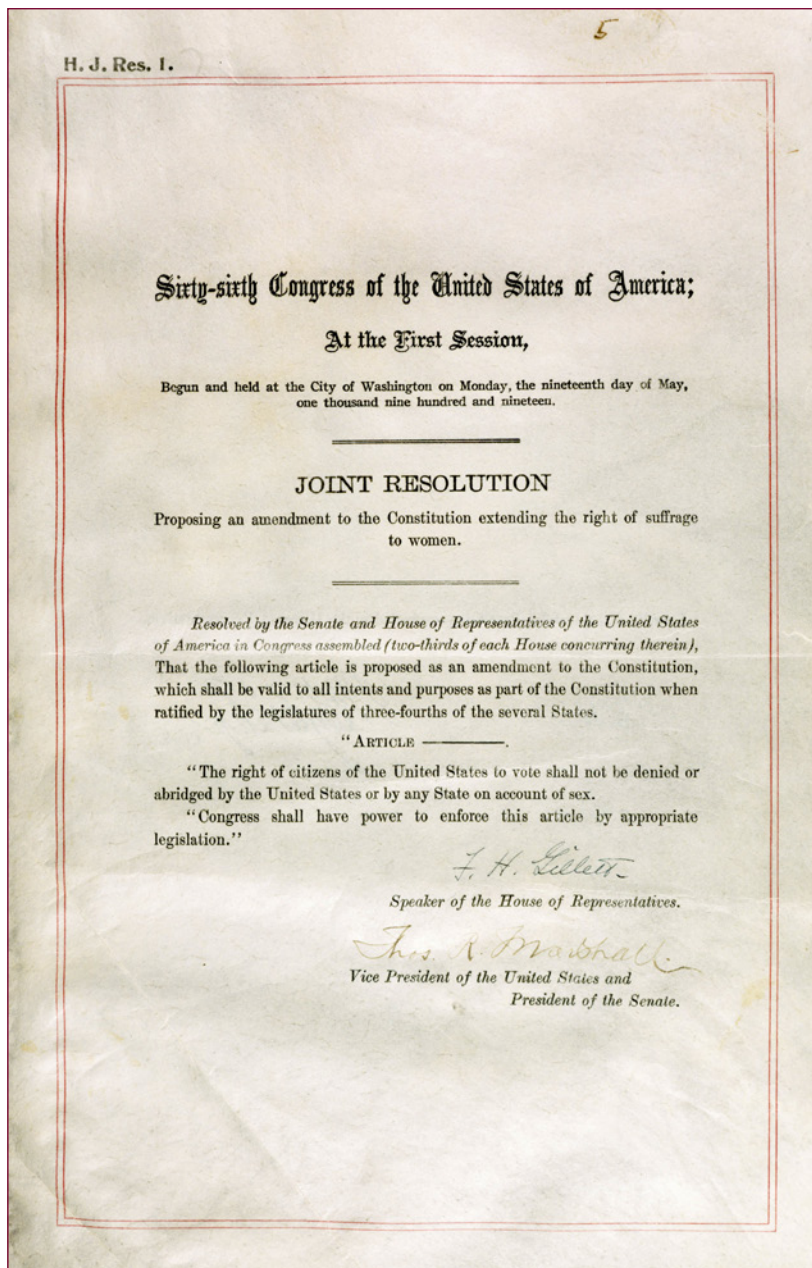 5
H. J. Res. 1.
Sixty-sixth Congress of the United States of America;
At the First Session,
Begun and held at the City of Washington on Monday, the nineteenth day of May,
one thousand nine hundred and nineteen.
JOINT RESOLUTION
Proposing an amendment to the Constitution extending the right of suffrage
to women.
Resolved by the Senate and House of Representatives of the United States
of America in Congress assembled (two-thirds of each House concurring therein),
That the following article is proposed as an amendment to the Constitution,
which shall be valid to all intents and purposes as part of the Constitution when
ratified by the legislatures of three-fourths of the several States.
"ARTICLE ————.
"The right of citizens of the United States to vote shall not be denied or
abridged by the United States or by any State on account of sex.
"Congress shall have power to enforce this article by appropriate
legislation."
F. H. Gillett
Speaker of the House of Representatives.
Thos. R. Marshall.
Vice President of the United States and
President of the Senate.